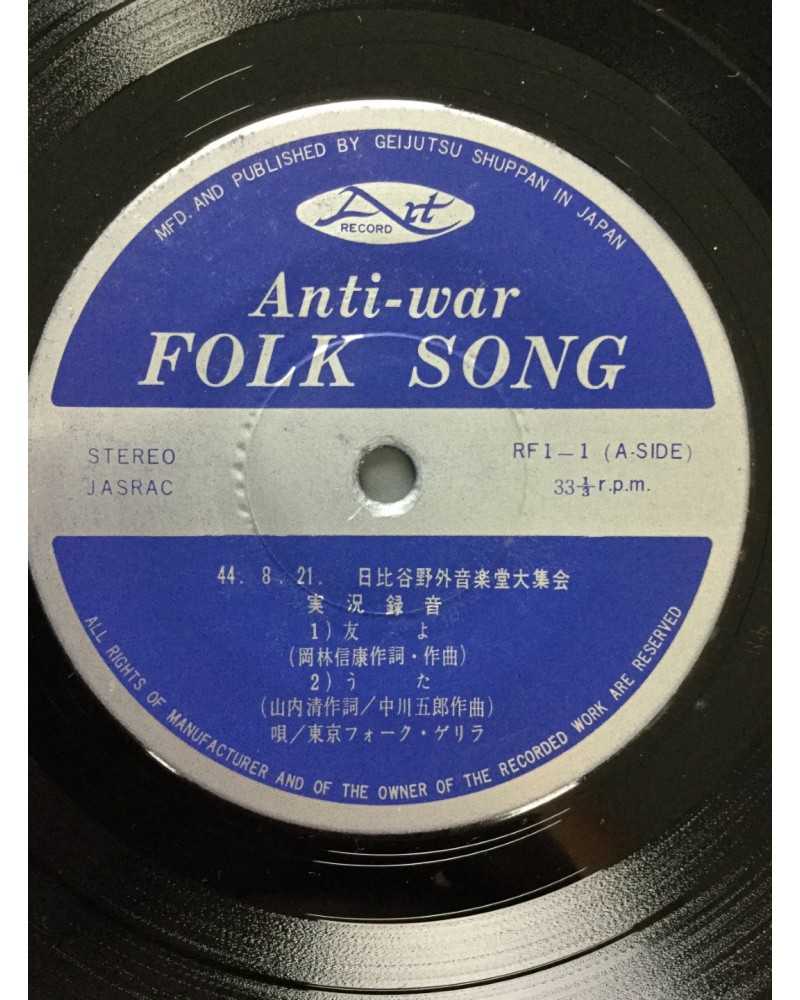 MFD. AND PUBLISHED BY GEIJUTSU SHUPPAN IN JAPAN
Art
RECORD
Anti-war
FOLK SONG
STEREO
JASRAC
RF1-1 (A-SIDE)
33⅓ r.p.m.
44. 8. 21. 日比谷野外音楽堂大集会
実況録音
1) 友よ
(岡林信康作詞・作曲)
2) うた
(山内清作詞/中川五郎作曲)
唄/東京フォーク・ゲリラ
ALL RIGHTS OF MANUFACTURER AND OF THE OWNER OF THE RECORDED WORK ARE RESERVED